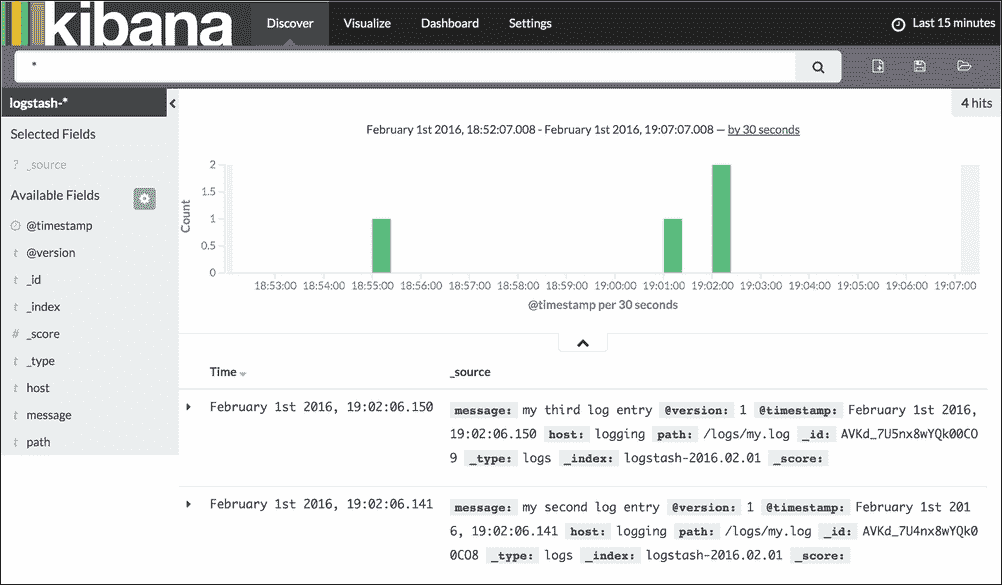 kibana Discover Visualize Dashboard Settings Last 15 minutes
*
logstash-* 4 hits
Selected Fields
? _source
Available Fields
@timestamp
t @version
t _id
t _index
# _score
t _type
t host
t message
t path
February 1st 2016, 18:52:07.008 - February 1st 2016, 19:07:07.008 — by 30 seconds
Count
2
1.5
1
0.5
0
18:53:00 18:54:00 18:55:00 18:56:00 18:57:00 18:58:00 18:59:00 19:00:00 19:01:00 19:02:00 19:03:00 19:04:00 19:05:00 19:06:00 19:07:00
@timestamp per 30 seconds
Time _source
February 1st 2016, 19:02:06.150 message: my third log entry @version: 1 @timestamp: February 1st 2016,
19:02:06.150 host: logging path: /logs/my.log _id: AVKd_7U5nx8wYQk00CO
9 _type: logs _index: logstash-2016.02.01 _score:
February 1st 2016, 19:02:06.141 message: my second log entry @version: 1 @timestamp: February 1st 201
6, 19:02:06.141 host: logging path: /logs/my.log _id: AVKd_7U4nx8wYQk0
0CO8 _type: logs _index: logstash-2016.02.01 _score: